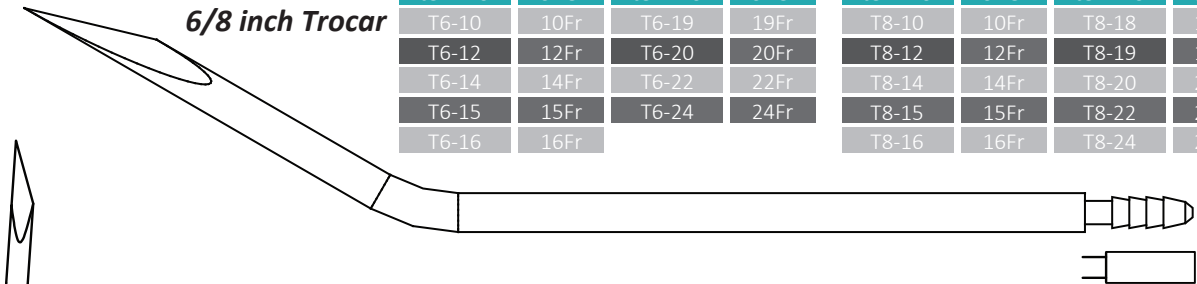 6/8 inch Trocar
T6-10 10Fr T6-19 19Fr T8-10 10Fr T8-18
T6-12 12Fr T6-20 20Fr T8-12 12Fr T8-19
T6-14 14Fr T6-22 22Fr T8-14 14Fr T8-20
T6-15 15Fr T6-24 24Fr T8-15 15Fr T8-22
T6-16 16Fr T8-16 16Fr T8-24